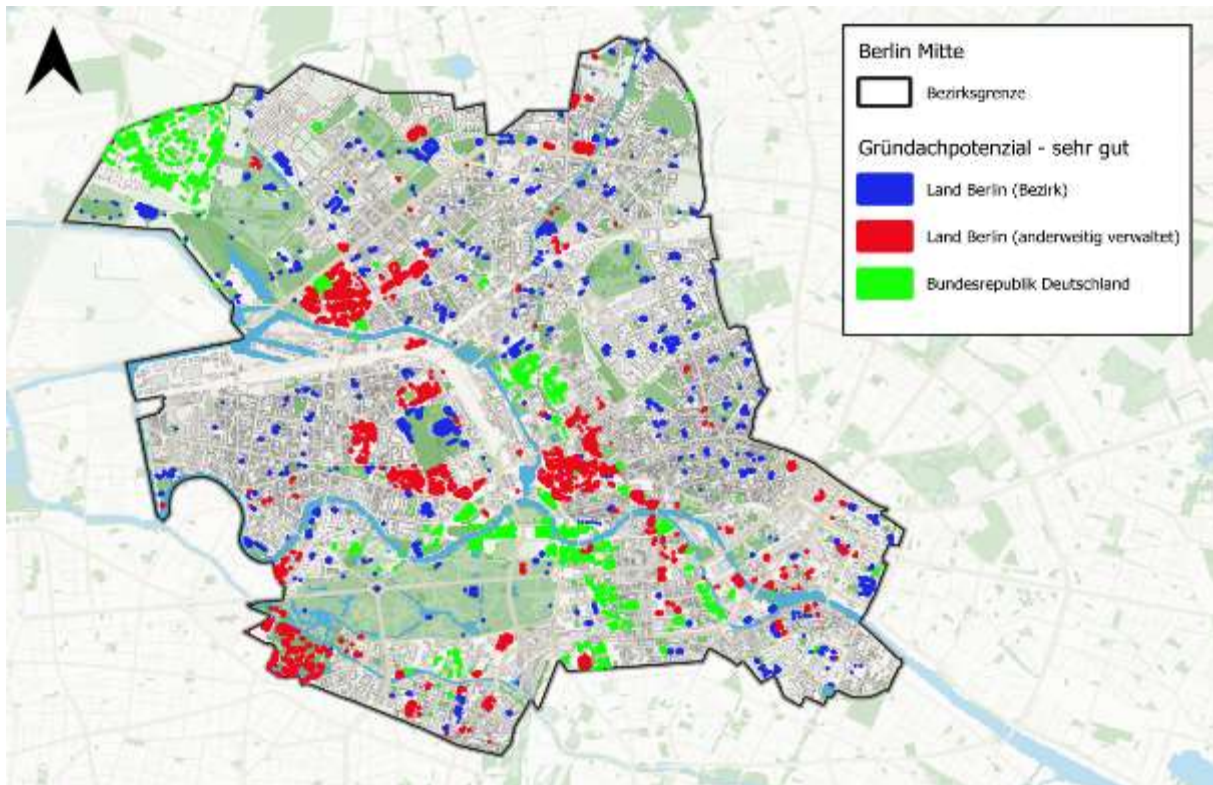 Berlin Mitte
Bezirksgrenze
Gründachpotenzial - sehr gut
Land Berlin (Bezirk)
Land Berlin (anderweitig verwaltet)
Bundesrepublik Deutschland